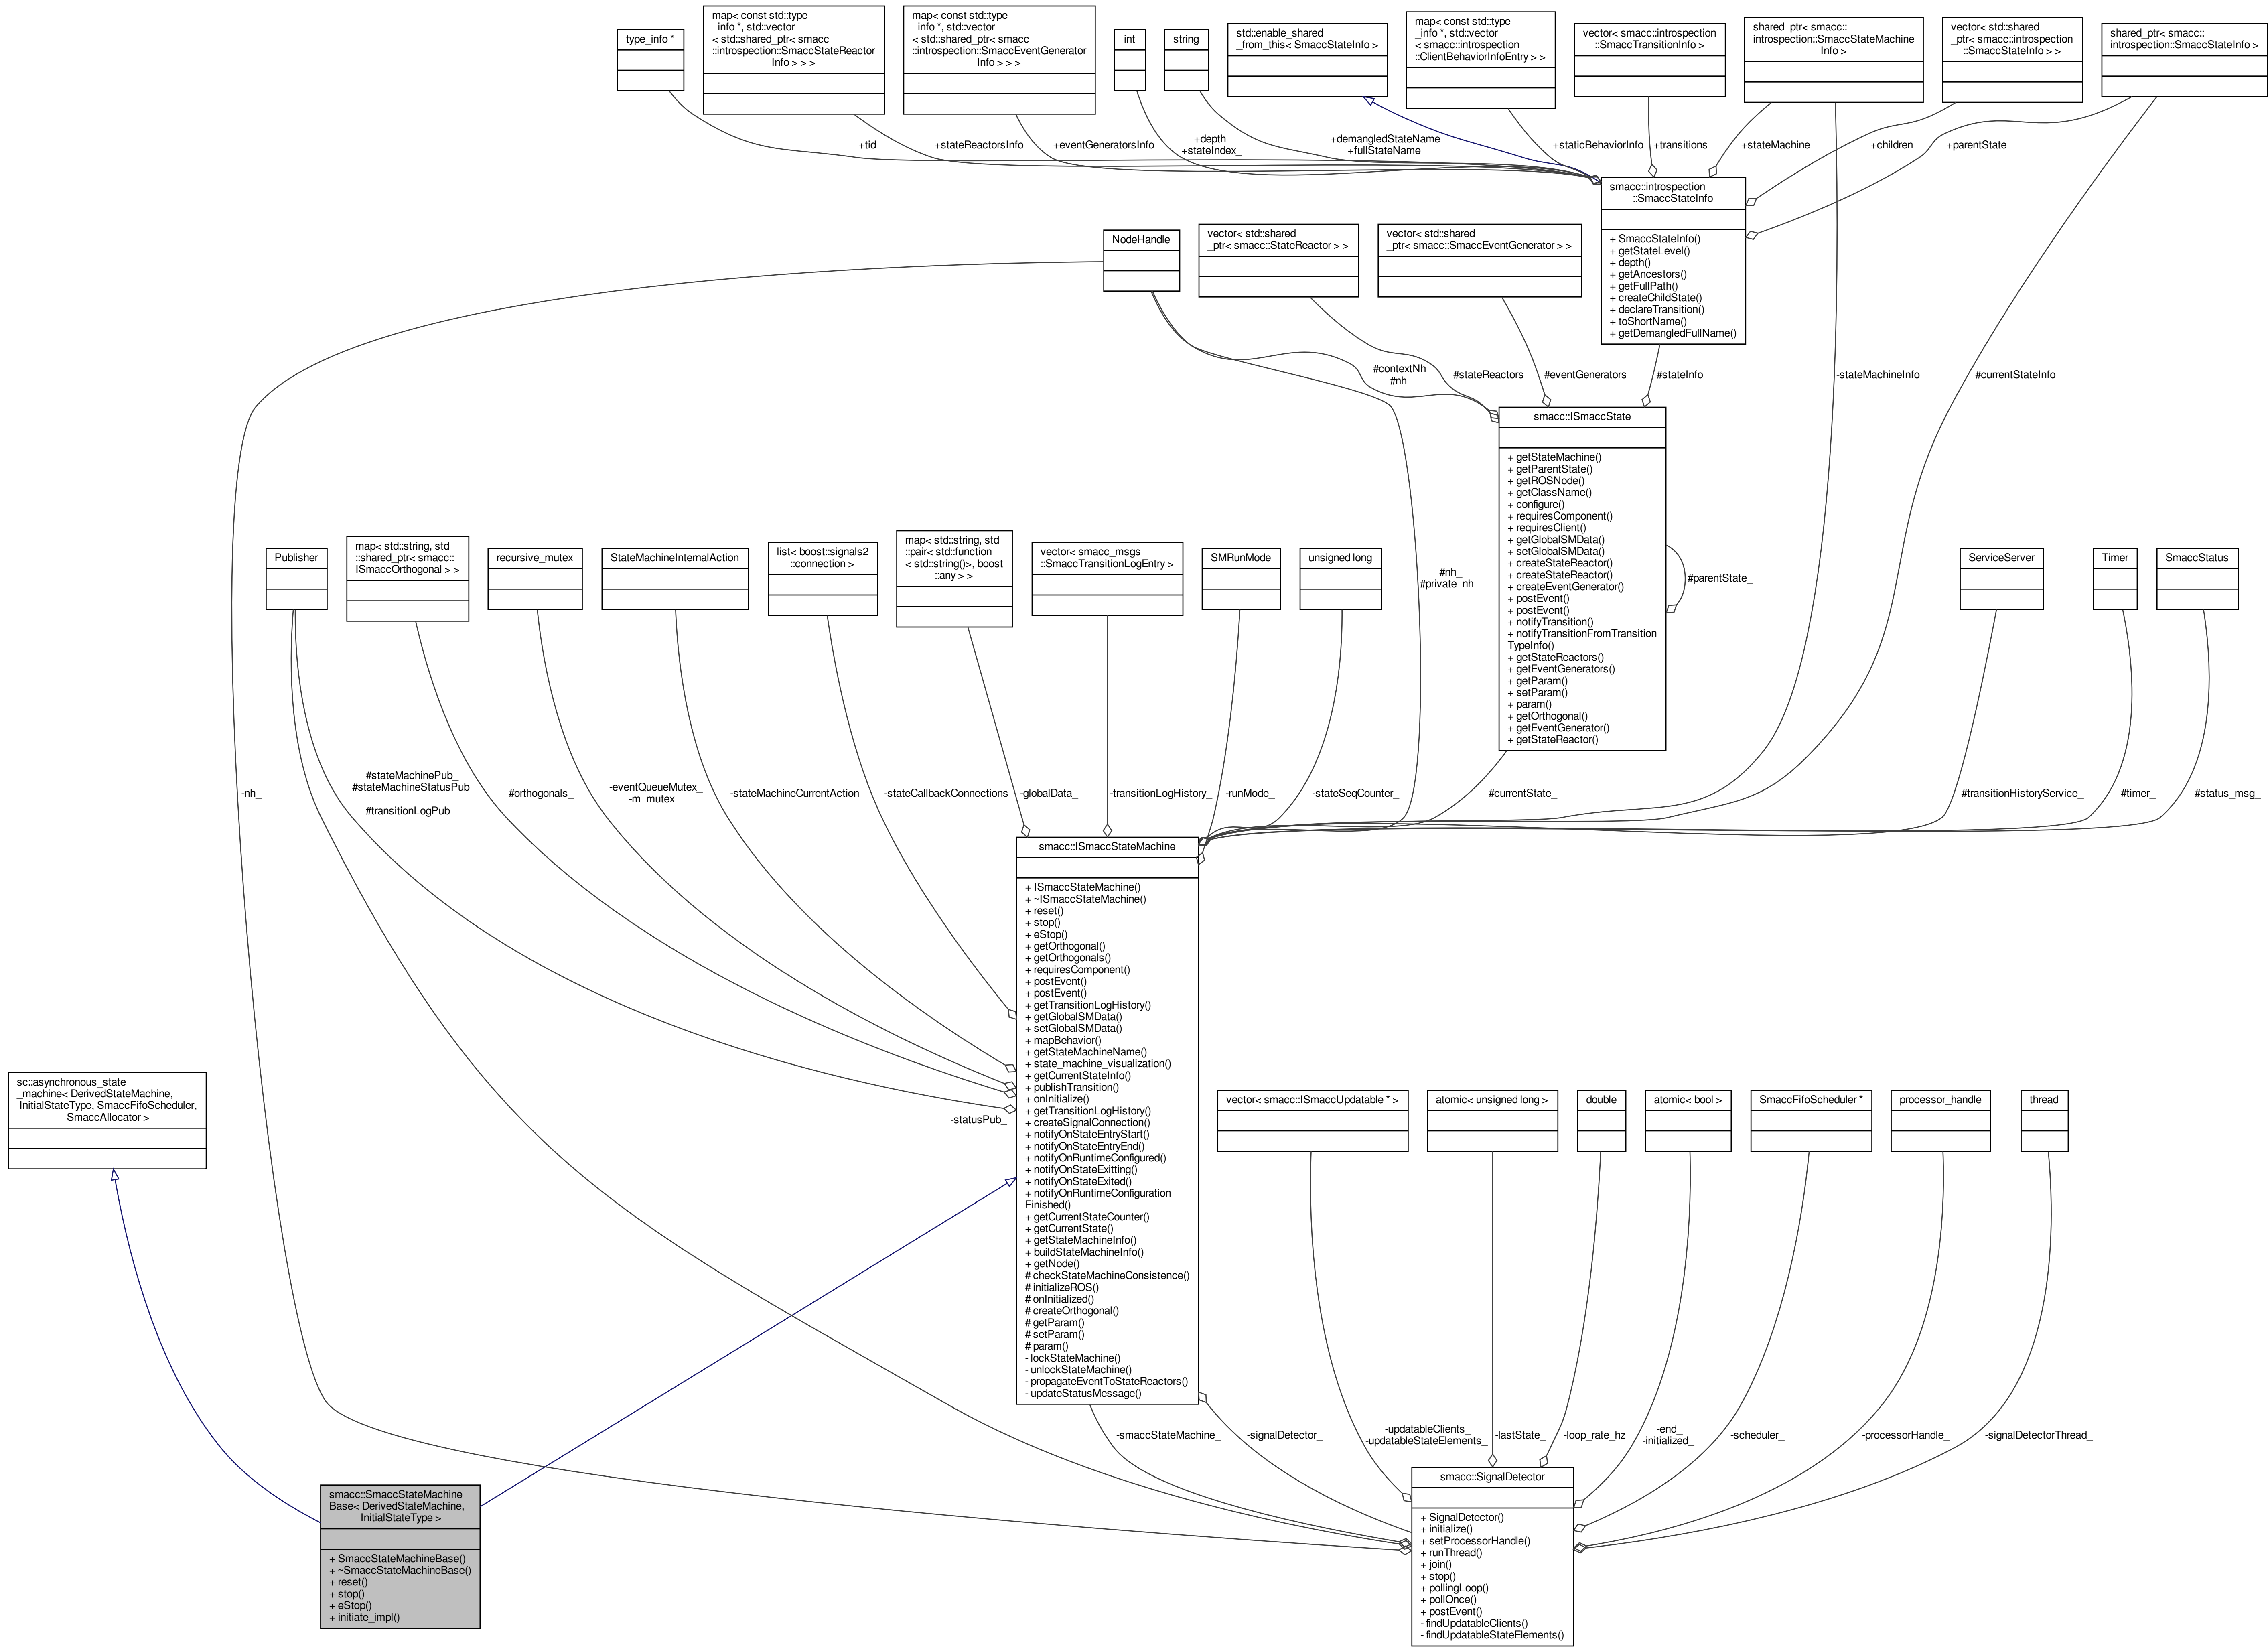 type_info *
map< const std::type
_info *, std::vector
< std::shared_ptr< smacc
::introspection::SmaccStateReactor
Info > > >
map< const std::type
_info *, std::vector
< std::shared_ptr< smacc
::introspection::SmaccEventGenerator
Info > > >
int
string
std::enable_shared
_from_this< SmaccStateInfo >
map< const std::type
_info *, std::vector
< smacc::introspection
::ClientBehaviorInfoEntry > >
vector< smacc::introspection
::SmaccTransitionInfo >
shared_ptr< smacc::
introspection::SmaccStateMachine
Info >
vector< std::shared
_ptr< smacc::introspection
::SmaccStateInfo > >
shared_ptr< smacc::
introspection::SmaccStateInfo >
+tid_
+stateReactorsInfo
+eventGeneratorsInfo
+depth_
+stateIndex_
+demangledStateName
+fullStateName
+staticBehaviorInfo
+transitions_
+stateMachine_
+children_
+parentState_
smacc::introspection
::SmaccStateInfo
+ SmaccStateInfo()
+ getStateLevel()
+ depth()
+ getAncestors()
+ getFullPath()
+ createChildState()
+ declareTransition()
+ toShortName()
+ getDemangledFullName()
NodeHandle
vector< std::shared
_ptr< smacc::StateReactor > >
vector< std::shared
_ptr< smacc::SmaccEventGenerator > >
#contextNh
#nh
#stateReactors_
#eventGenerators_
#stateInfo_
-stateMachineInfo_
#currentStateInfo_
smacc::ISmaccState
+ getStateMachine()
+ getParentState()
+ getROSNode()
+ getClassName()
+ configure()
+ requiresComponent()
+ requiresClient()
+ getGlobalSMData()
+ setGlobalSMData()
+ createStateReactor()
+ createStateReactor()
+ createEventGenerator()
+ postEvent()
+ postEvent()
+ notifyTransition()
+ notifyTransitionFromTransition
TypeInfo()
+ getStateReactors()
+ getEventGenerators()
+ getParam()
+ setParam()
+ param()
+ getOrthogonal()
+ getEventGenerator()
+ getStateReactor()
#parentState_
Publisher
map< std::string, std
::shared_ptr< smacc::
ISmaccOrthogonal > >
recursive_mutex
StateMachineInternalAction
list< boost::signals2
::connection >
map< std::string, std
::pair< std::function
< std::string()>, boost
::any > >
vector< smacc_msgs
::SmaccTransitionLogEntry >
SMRunMode
unsigned long
#nh_
#private_nh_
ServiceServer
Timer
SmaccStatus
-nh_
#stateMachinePub_
#stateMachineStatusPub
_
#transitionLogPub_
#orthogonals_
-eventQueueMutex_
-m_mutex_
-stateMachineCurrentAction
-stateCallbackConnections
-globalData_
-transitionLogHistory_
-runMode_
-stateSeqCounter_
#currentState_
#transitionHistoryService_
#timer_
#status_msg_
smacc::ISmaccStateMachine
+ ISmaccStateMachine()
+ ~ISmaccStateMachine()
+ reset()
+ stop()
+ eStop()
+ getOrthogonal()
+ getOrthogonals()
+ requiresComponent()
+ postEvent()
+ postEvent()
+ getTransitionLogHistory()
+ getGlobalSMData()
+ setGlobalSMData()
+ mapBehavior()
+ getStateMachineName()
+ state_machine_visualization()
+ getCurrentStateInfo()
+ publishTransition()
+ onInitialize()
+ getTransitionLogHistory()
+ createSignalConnection()
+ notifyOnStateEntryStart()
+ notifyOnStateEntryEnd()
+ notifyOnRuntimeConfigured()
+ notifyOnStateExitting()
+ notifyOnStateExited()
+ notifyOnRuntimeConfiguration
Finished()
+ getCurrentStateCounter()
+ getCurrentState()
+ getStateMachineInfo()
+ buildStateMachineInfo()
+ getNode()
# checkStateMachineConsistence()
# initializeROS()
# onInitialized()
# createOrthogonal()
# getParam()
# setParam()
# param()
- lockStateMachine()
- unlockStateMachine()
- propagateEventToStateReactors()
- updateStatusMessage()
sc::asynchronous_state
_machine< DerivedStateMachine,
InitialStateType, SmaccFifoScheduler,
SmaccAllocator >
-statusPub_
vector< smacc::ISmaccUpdatable * >
atomic< unsigned long >
double
atomic< bool >
SmaccFifoScheduler *
processor_handle
thread
-smaccStateMachine_
-signalDetector_
-updatableClients_
-updatableStateElements_
-lastState_
-loop_rate_hz
-end_
-initialized_
-scheduler_
-processorHandle_
-signalDetectorThread_
smacc::SmaccStateMachine
Base< DerivedStateMachine,
InitialStateType >
+ SmaccStateMachineBase()
+ ~SmaccStateMachineBase()
+ reset()
+ stop()
+ eStop()
+ initiate_impl()
smacc::SignalDetector
+ SignalDetector()
+ initialize()
+ setProcessorHandle()
+ runThread()
+ join()
+ stop()
+ pollingLoop()
+ pollOnce()
+ postEvent()
- findUpdatableClients()
- findUpdatableStateElements()